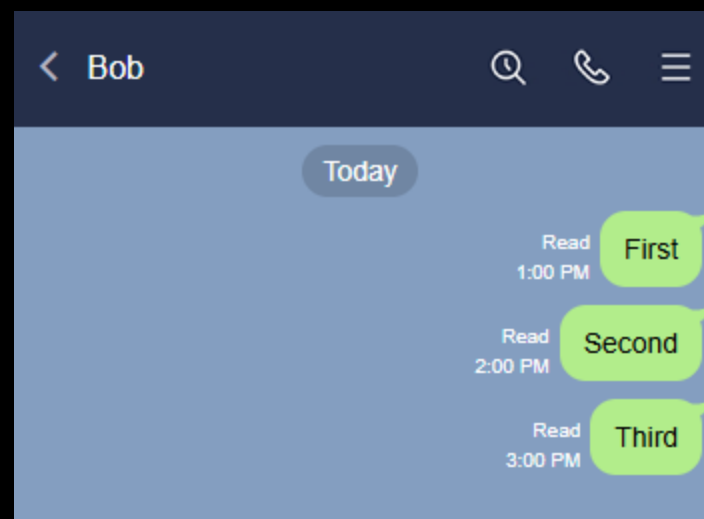 Bob
Today
Read
1:00 PM
First
Read
2:00 PM
Second
Read
3:00 PM
Third